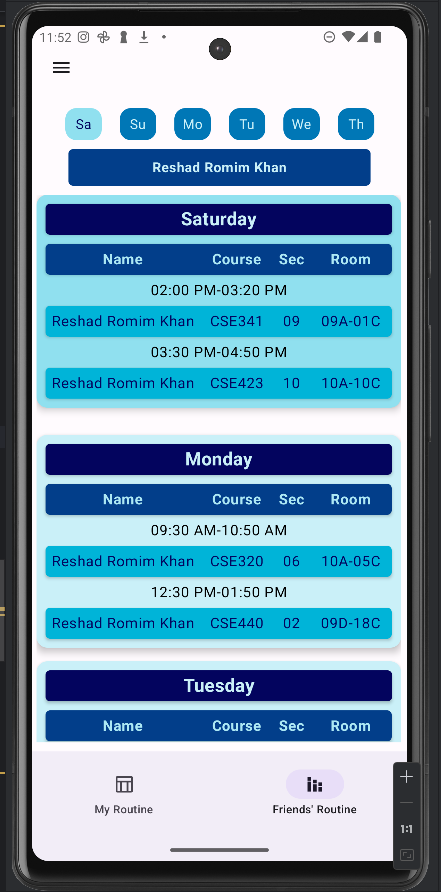 11:52
Sa Su Mo Tu We Th
Reshad Romim Khan
Saturday
Name Course Sec Room
02:00 PM-03:20 PM
Reshad Romim Khan CSE341 09 09A-01C
03:30 PM-04:50 PM
Reshad Romim Khan CSE423 10 10A-10C
Monday
Name Course Sec Room
09:30 AM-10:50 AM
Reshad Romim Khan CSE320 06 10A-05C
12:30 PM-01:50 PM
Reshad Romim Khan CSE440 02 09D-18C
Tuesday
Name Course Sec Room
My Routine Friends' Routine
1:1